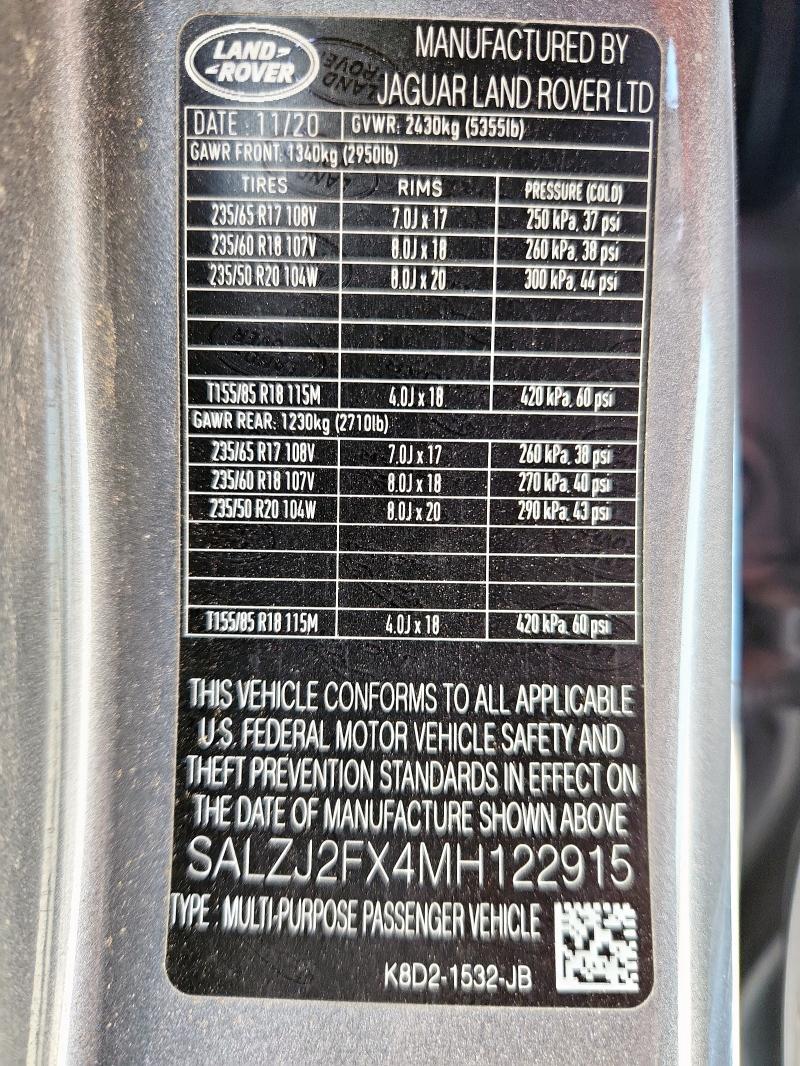 LAND-
-ROVER
MANUFACTURED BY
JAGUAR LAND ROVER LTD
DATE : 11/20 GVWR: 2430kg (5355lb)
GAWR FRONT: 1340kg (2950lb)
TIRES RIMS PRESSURE (COLD)
235/65 R17 108V 7.0J x 17 250 kPa, 37 psi
235/60 R18 107V 8.0J x 18 260 kPa, 38 psi
235/50 R20 104W 8.0J x 20 300 kPa, 44 psi
T155/85 R18 115M 4.0J x 18 420 kPa, 60 psi
GAWR REAR: 1230kg (2710lb)
235/65 R17 108V 7.0J x 17 260 kPa, 38 psi
235/60 R18 107V 8.0J x 18 270 kPa, 40 psi
235/50 R20 104W 8.0J x 20 290 kPa, 43 psi
T155/85 R18 115M 4.0J x 18 420 kPa, 60 psi
THIS VEHICLE CONFORMS TO ALL APPLICABLE
U.S. FEDERAL MOTOR VEHICLE SAFETY AND
THEFT PREVENTION STANDARDS IN EFFECT ON
THE DATE OF MANUFACTURE SHOWN ABOVE
SALZJ2FX4MH122915
TYPE : MULTI-PURPOSE PASSENGER VEHICLE
K8D2-1532-JB